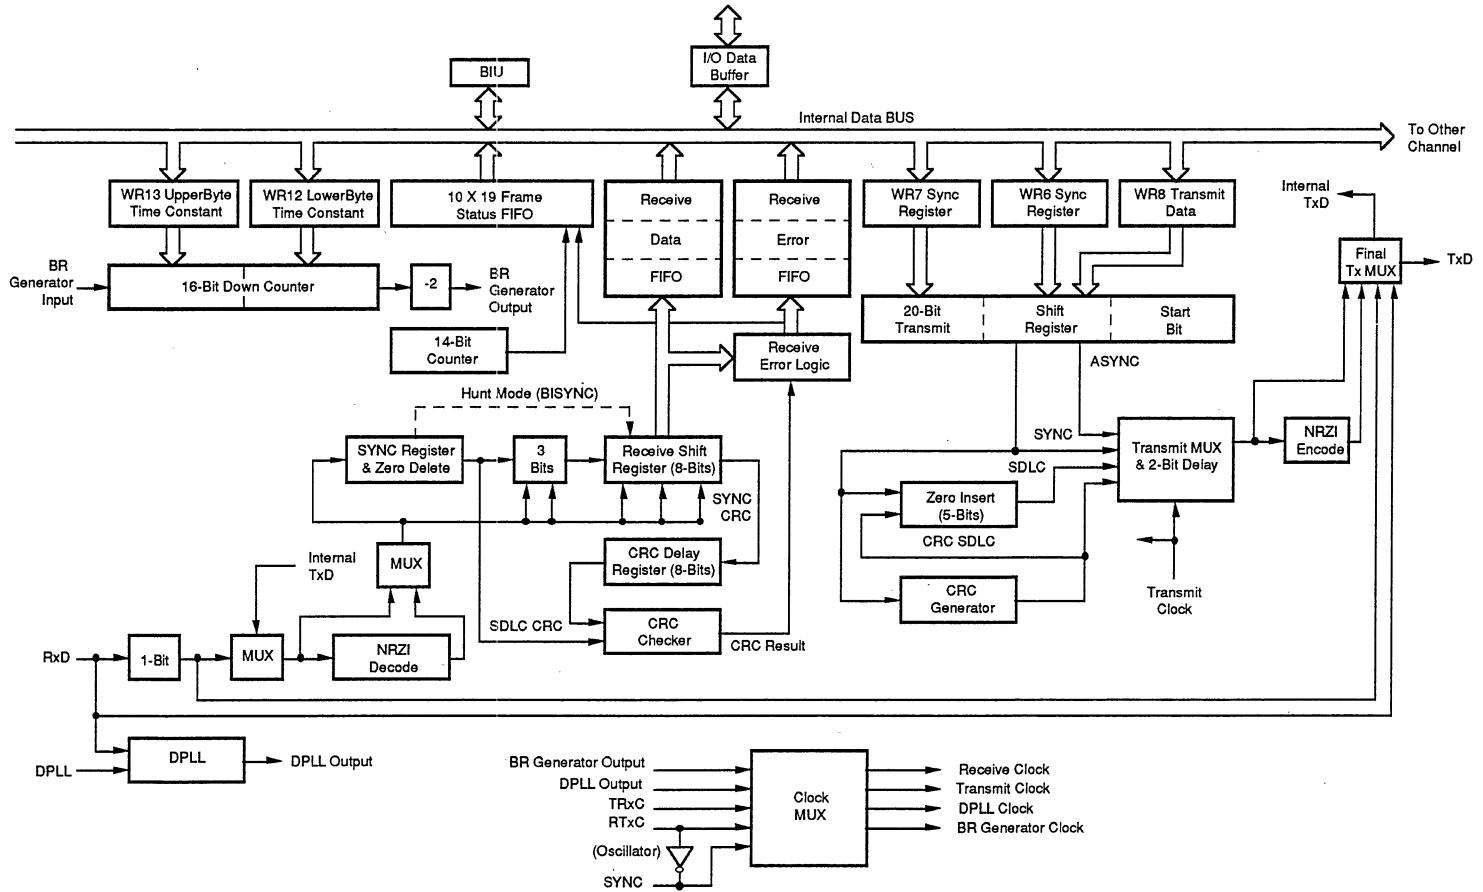 I/O Data
Buffer
BIU
Internal Data BUS
To Other
Channel
WR13 UpperByte
Time Constant
WR12 LowerByte
Time Constant
10 X 19 Frame
Status FIFO
Receive
Data
FIFO
Receive
Error
FIFO
WR7 Sync
Register
WR6 Sync
Register
WR8 Transmit
Data
Internal
TxD
Final
Tx MUX
TxD
BR
Generator
Input
16-Bit Down Counter
-2
BR
Generator
Output
20-Bit
Transmit
Shift
Register
Start
Bit
14-Bit
Counter
Receive
Error Logic
ASYNC
Hunt Mode (BISYNC)
SYNC Register
& Zero Delete
3
Bits
Receive Shift
Register (8-Bits)
SYNC
CRC
SYNC
SDLC
Transmit MUX
& 2-Bit Delay
NRZI
Encode
Zero Insert
(5-Bits)
CRC SDLC
Internal
TxD
MUX
CRC Delay
Register (8-Bits)
CRC
Generator
Transmit
Clock
SDLC CRC
CRC
Checker
CRC Result
RxD
1-Bit
MUX
NRZI
Decode
DPLL
DPLL
DPLL Output
BR Generator Output
DPLL Output
TRxC
RTxC
(Oscillator)
SYNC
Clock
MUX
Receive Clock
Transmit Clock
DPLL Clock
BR Generator Clock